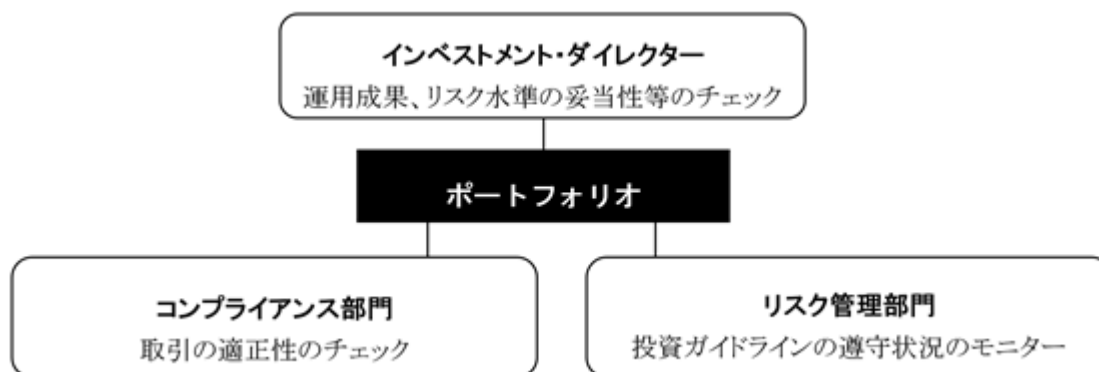 インベストメント・ダイレクター
運用成果、リスク水準の妥当性等のチェック
ポートフォリオ
コンプライアンス部門
取引の適正性のチェック
リスク管理部門
投資ガイドラインの遵守状況のモニター